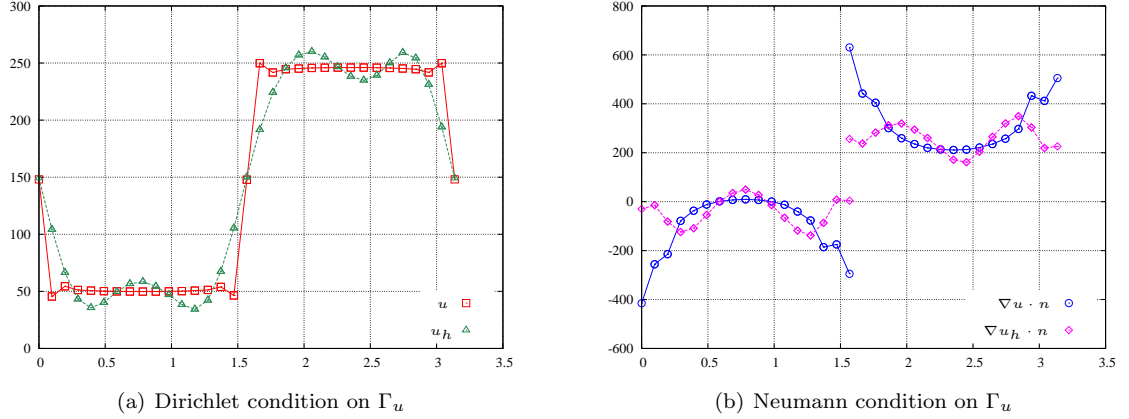 300
250
200
150
100
50
0
0 0.5 1 1.5 2 2.5 3 3.5
u
u_h
(a) Dirichlet condition on Γ_u
800
600
400
200
0
-200
-400
-600
0 0.5 1 1.5 2 2.5 3 3.5
∇u · n
∇u_h · n
(b) Neumann condition on Γ_u